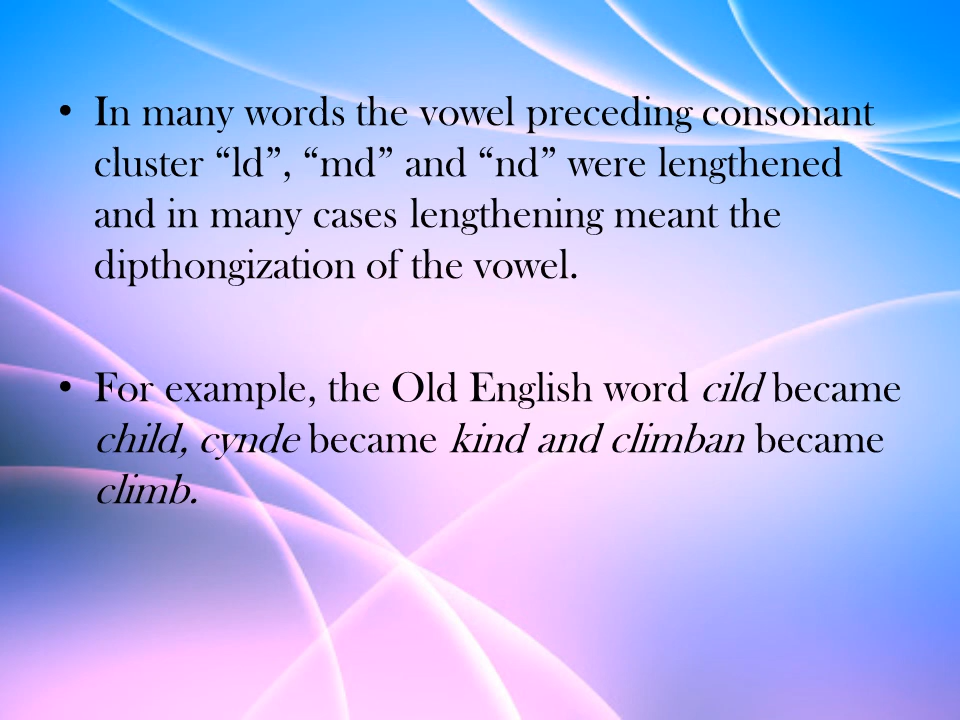 • In many words the vowel preceding consonant
cluster “ld”, “md” and “nd” were lengthened
and in many cases lengthening meant the
dipthongization of the vowel.
• For example, the Old English word cild became
child, cynde became kind and climban became
climb.